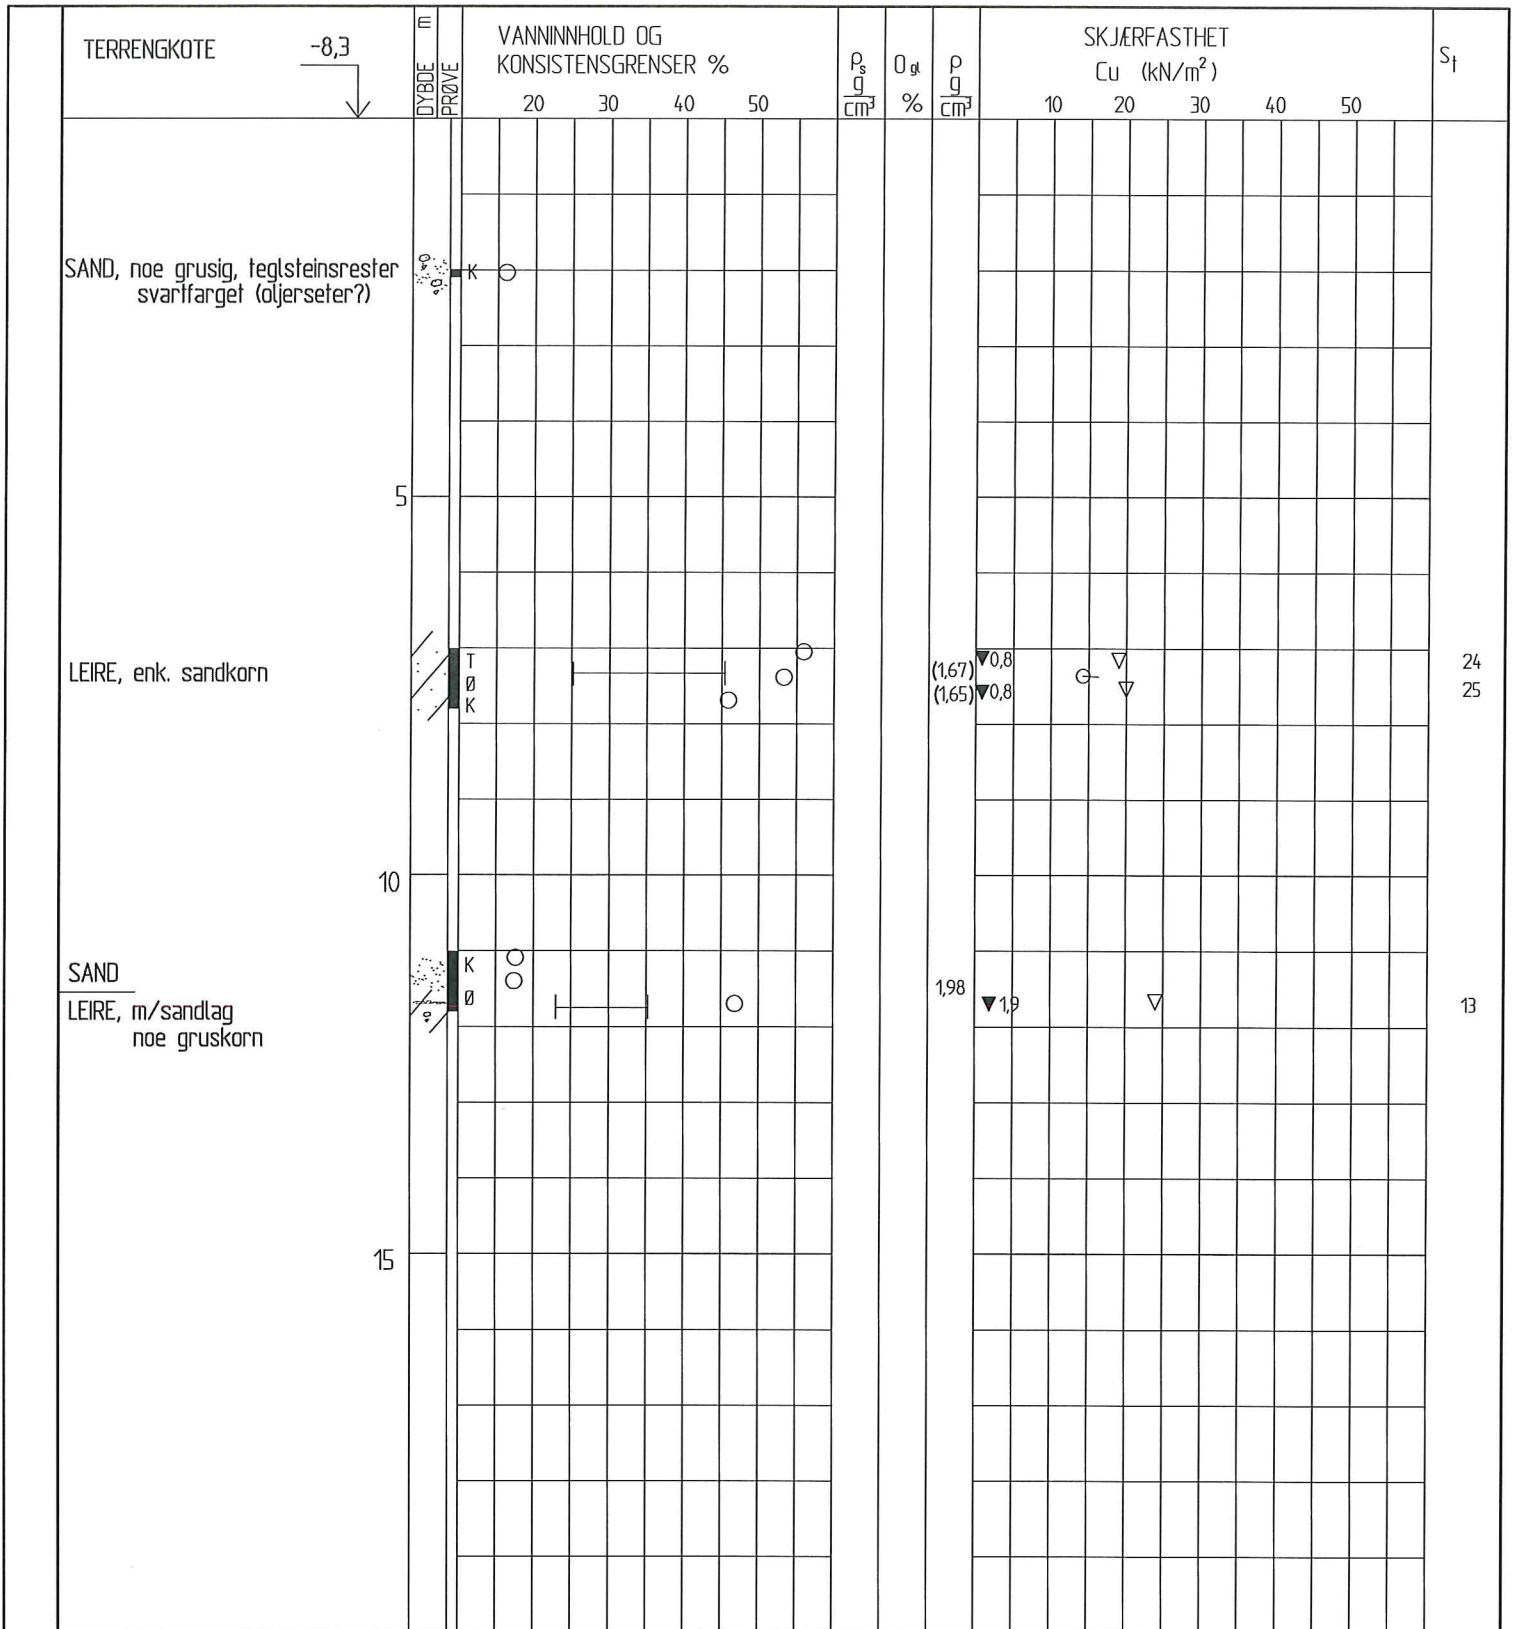 TERRENGKOTE -8,3
DYBDE m
PRØVE
VANNINNHOLD OG
KONSISTENSGRENSER %
20 30 40 50
ρs g/cm³
O gl %
ρ g/cm³
SKJÆRFASTHET
Cu (kN/m²)
10 20 30 40 50
St
SAND, noe grusig, teglsteinsrester
svartfarget (oljerseter?)
K
5
LEIRE, enk. sandkorn
T
Ø
K
(1,67)
(1,65)
0,8
0,8
24
25
10
SAND
LEIRE, m/sandlag
noe gruskorn
K
Ø
1,98
1,9
13
15